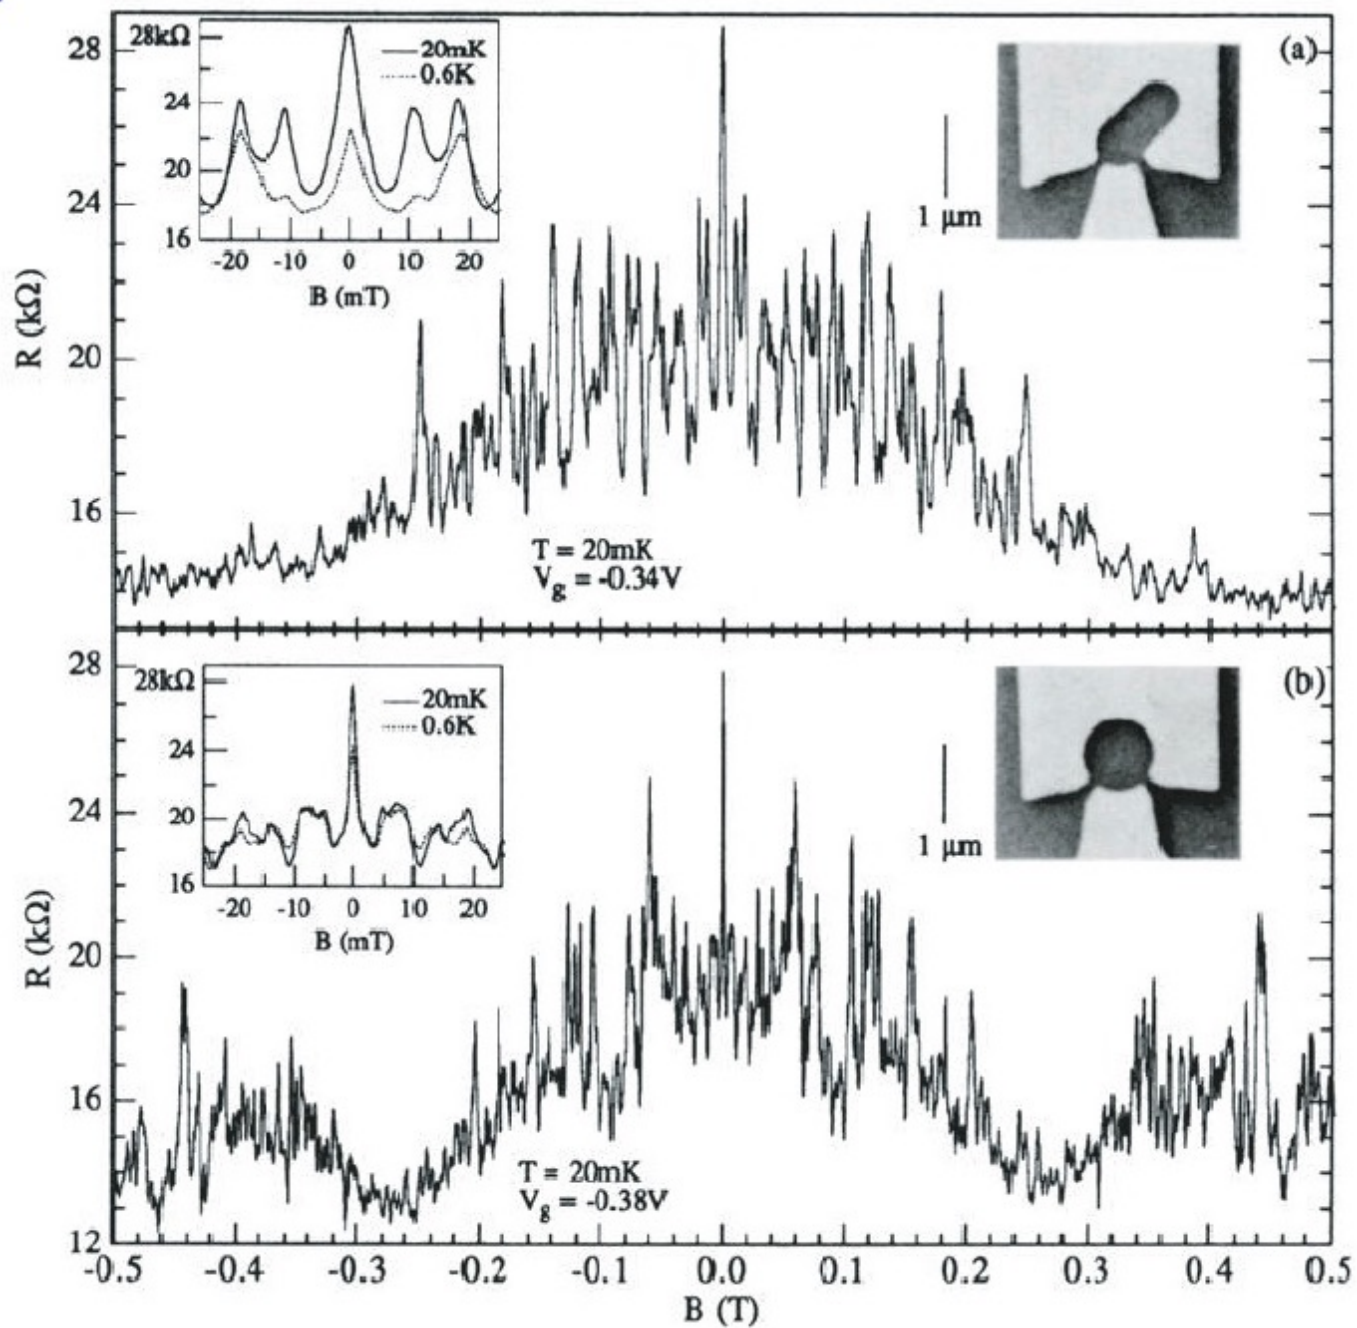 28kΩ
24
20
16
20mK
0.6K
-20 -10 0 10 20
B (mT)
(a)
1 μm
28
24
20
16
R (kΩ)
T = 20mK
Vg = -0.34V
28kΩ
24
20
16
20mK
0.6K
-20 -10 0 10 20
B (mT)
(b)
1 μm
28
24
20
16
12
R (kΩ)
T = 20mK
Vg = -0.38V
-0.5 -0.4 -0.3 -0.2 -0.1 0.0 0.1 0.2 0.3 0.4 0.5
B (T)